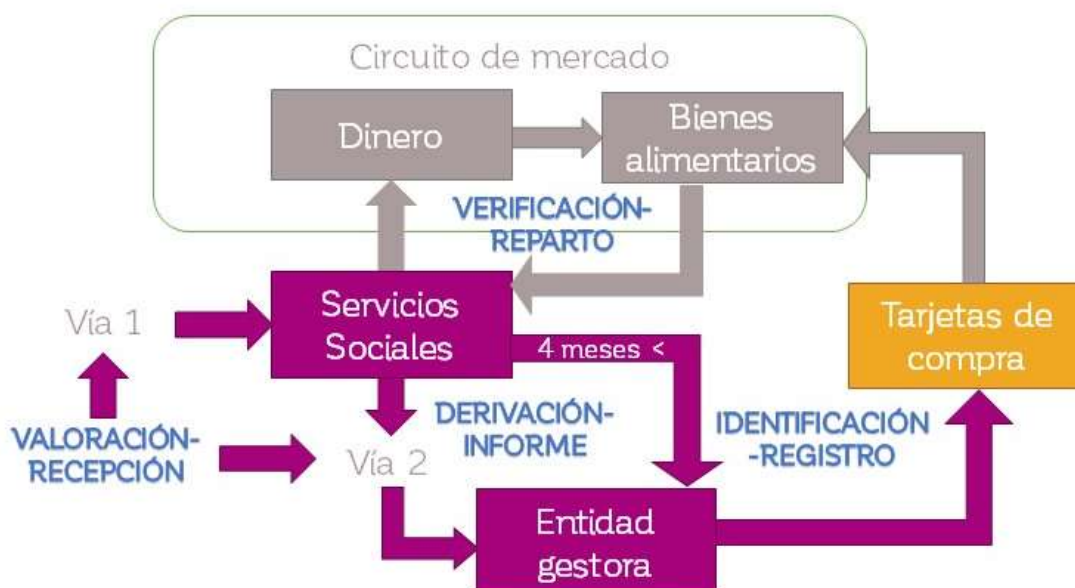 Circuito de mercado
Dinero
Bienes
alimentarios
VERIFICACIÓN-
REPARTO
Vía 1
Servicios
Sociales
4 meses <
Tarjetas de
compra
VALORACIÓN-
RECEPCIÓN
DERIVACIÓN-
INFORME
IDENTIFICACIÓN
-REGISTRO
Vía 2
Entidad
gestora